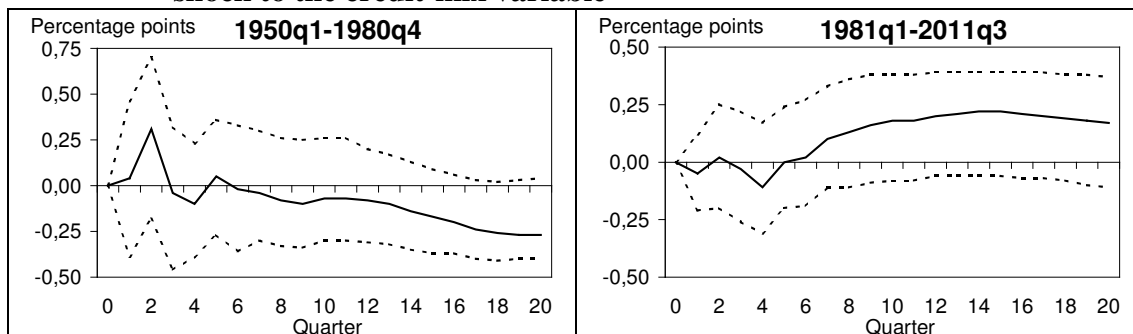 shock to the credit mix variable
Percentage points 1950q1-1980q4
0,75
0,50
0,25
0,00
-0,25
-0,50
0 2 4 6 8 10 12 14 16 18 20
Quarter
Percentage points 1981q1-2011q3
0,50
0,25
0,00
-0,25
-0,50
0 2 4 6 8 10 12 14 16 18 20
Quarter